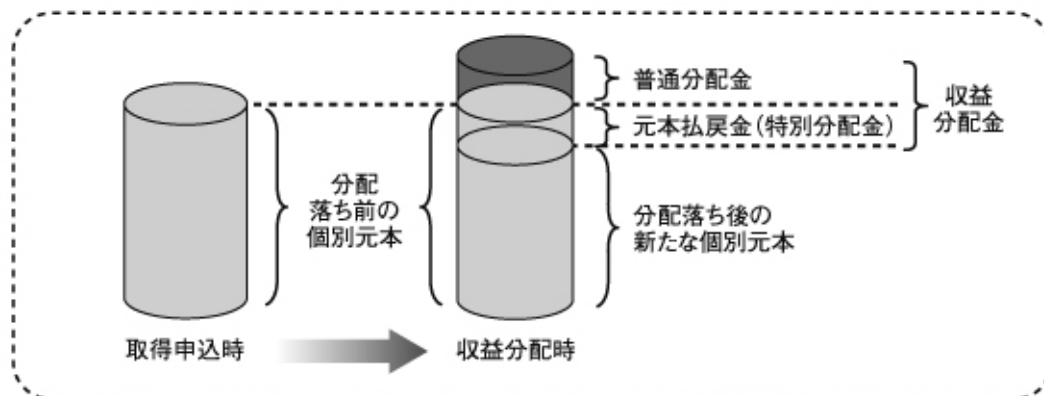 普通分配金
元本払戻金（特別分配金）
収益
分配金
分配
落ち前の
個別元本
分配落ち後の
新たな個別元本
取得申込時
収益分配時